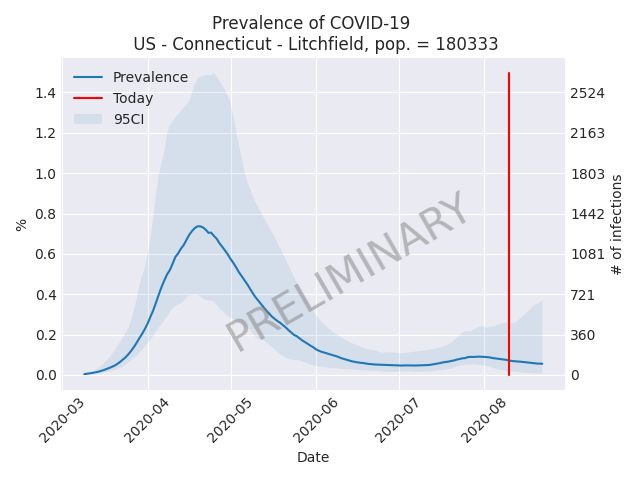 Prevalence of COVID-19
US - Connecticut - Litchfield, pop. = 180333
Prevalence
Today
95CI
1.4
1.2
1.0
0.8
0.6
0.4
0.2
0.0
%
2524
2163
1803
1442
1081
721
360
0
# of infections
PRELIMINARY
2020-03
2020-04
2020-05
2020-06
2020-07
2020-08
Date